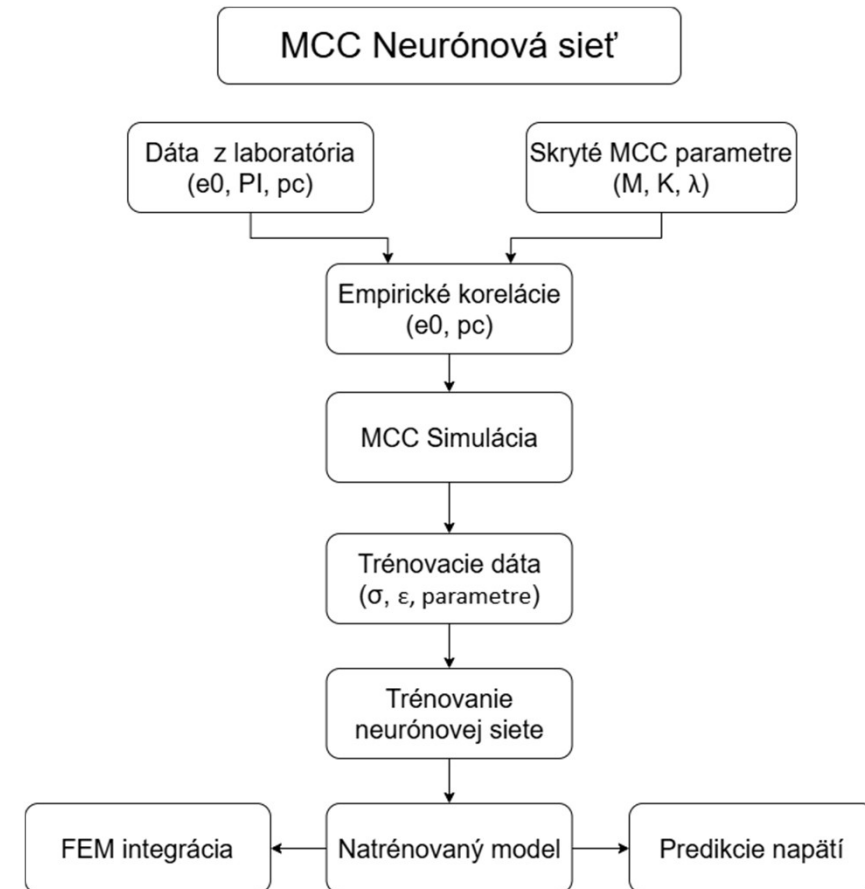 MCC Neurónová sieť
Dáta z laboratória
(e0, PI, pc)
Skryté MCC parametre
(M, K, λ)
Empirické korelácie
(e0, pc)
MCC Simulácia
Trénovacie dáta
(σ, ε, parametre)
Trénovanie
neurónovej siete
FEM integrácia
Natrénovaný model
Predikcie napätí